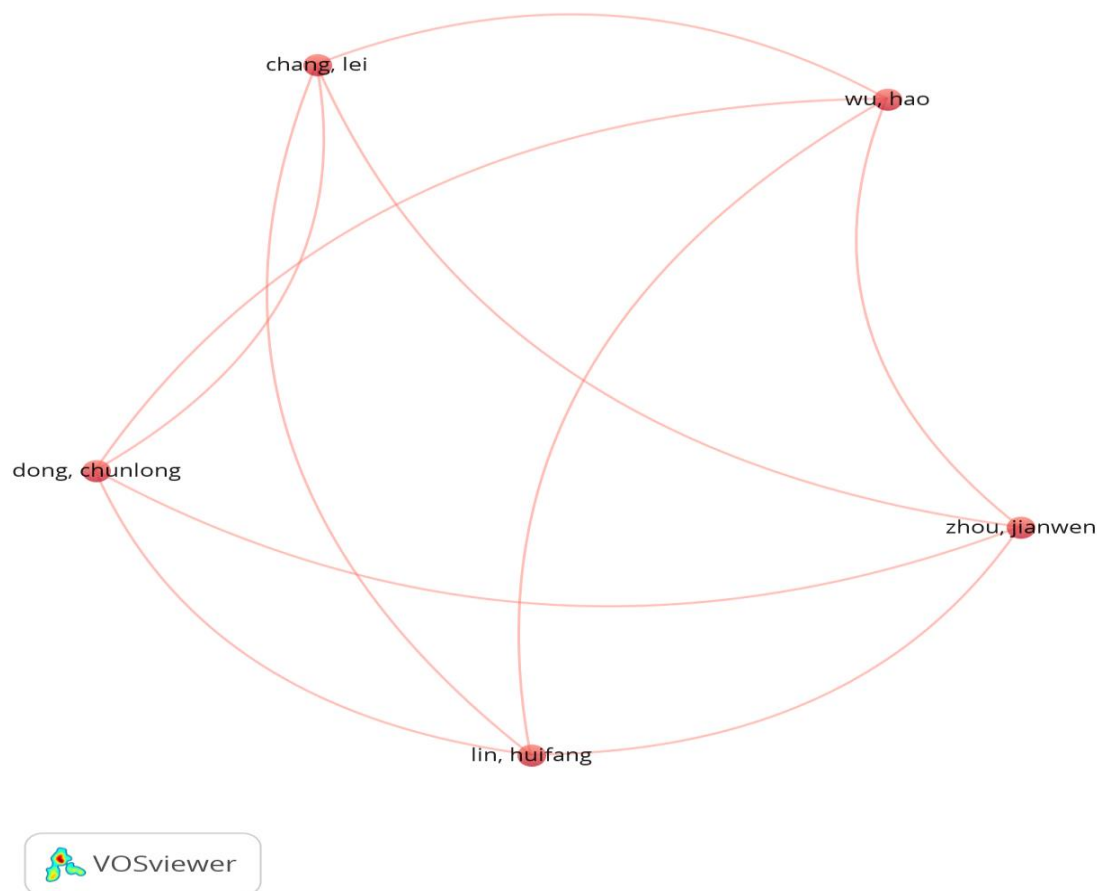 chang, lei
wu, hao
dong, chunlong
zhou, jianwen
lin, huifang
VOSviewer